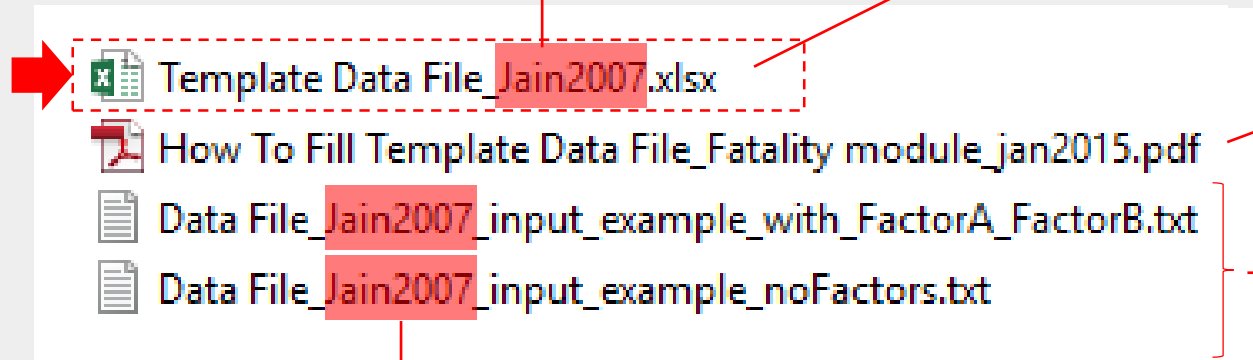 Template Data File_Jain2007.xlsx
How To Fill Template Data File_Fatality module_jan2015.pdf
Data File_Jain2007_input_example_with_FactorA_FactorB.txt
Data File_Jain2007_input_example_noFactors.txt